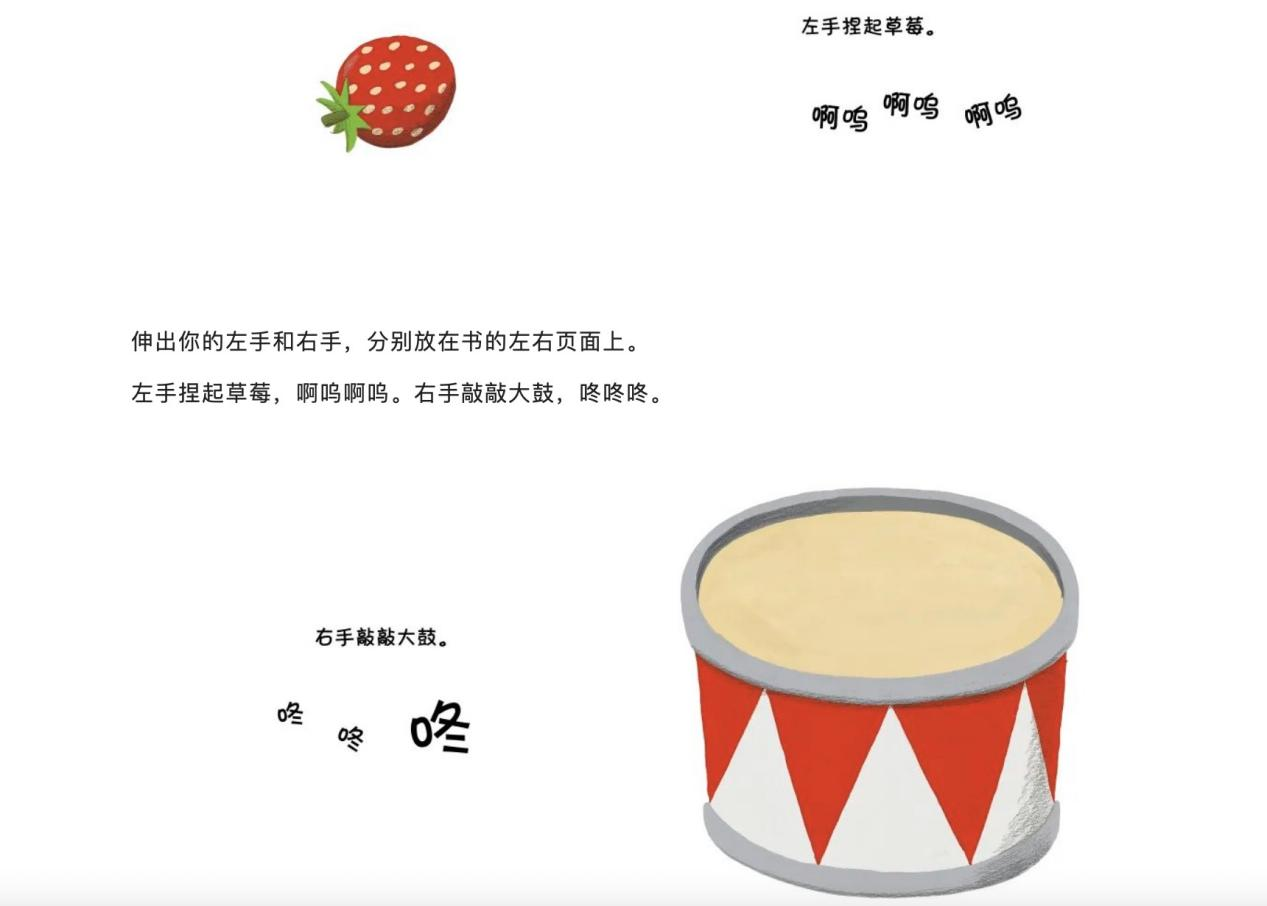 左手捏起草莓。
啊呜 啊呜 啊呜
伸出你的左手和右手，分别放在书的左右页面上。
左手捏起草莓，啊呜啊呜。右手敲敲大鼓，咚咚咚。
右手敲敲大鼓。
咚 咚 咚